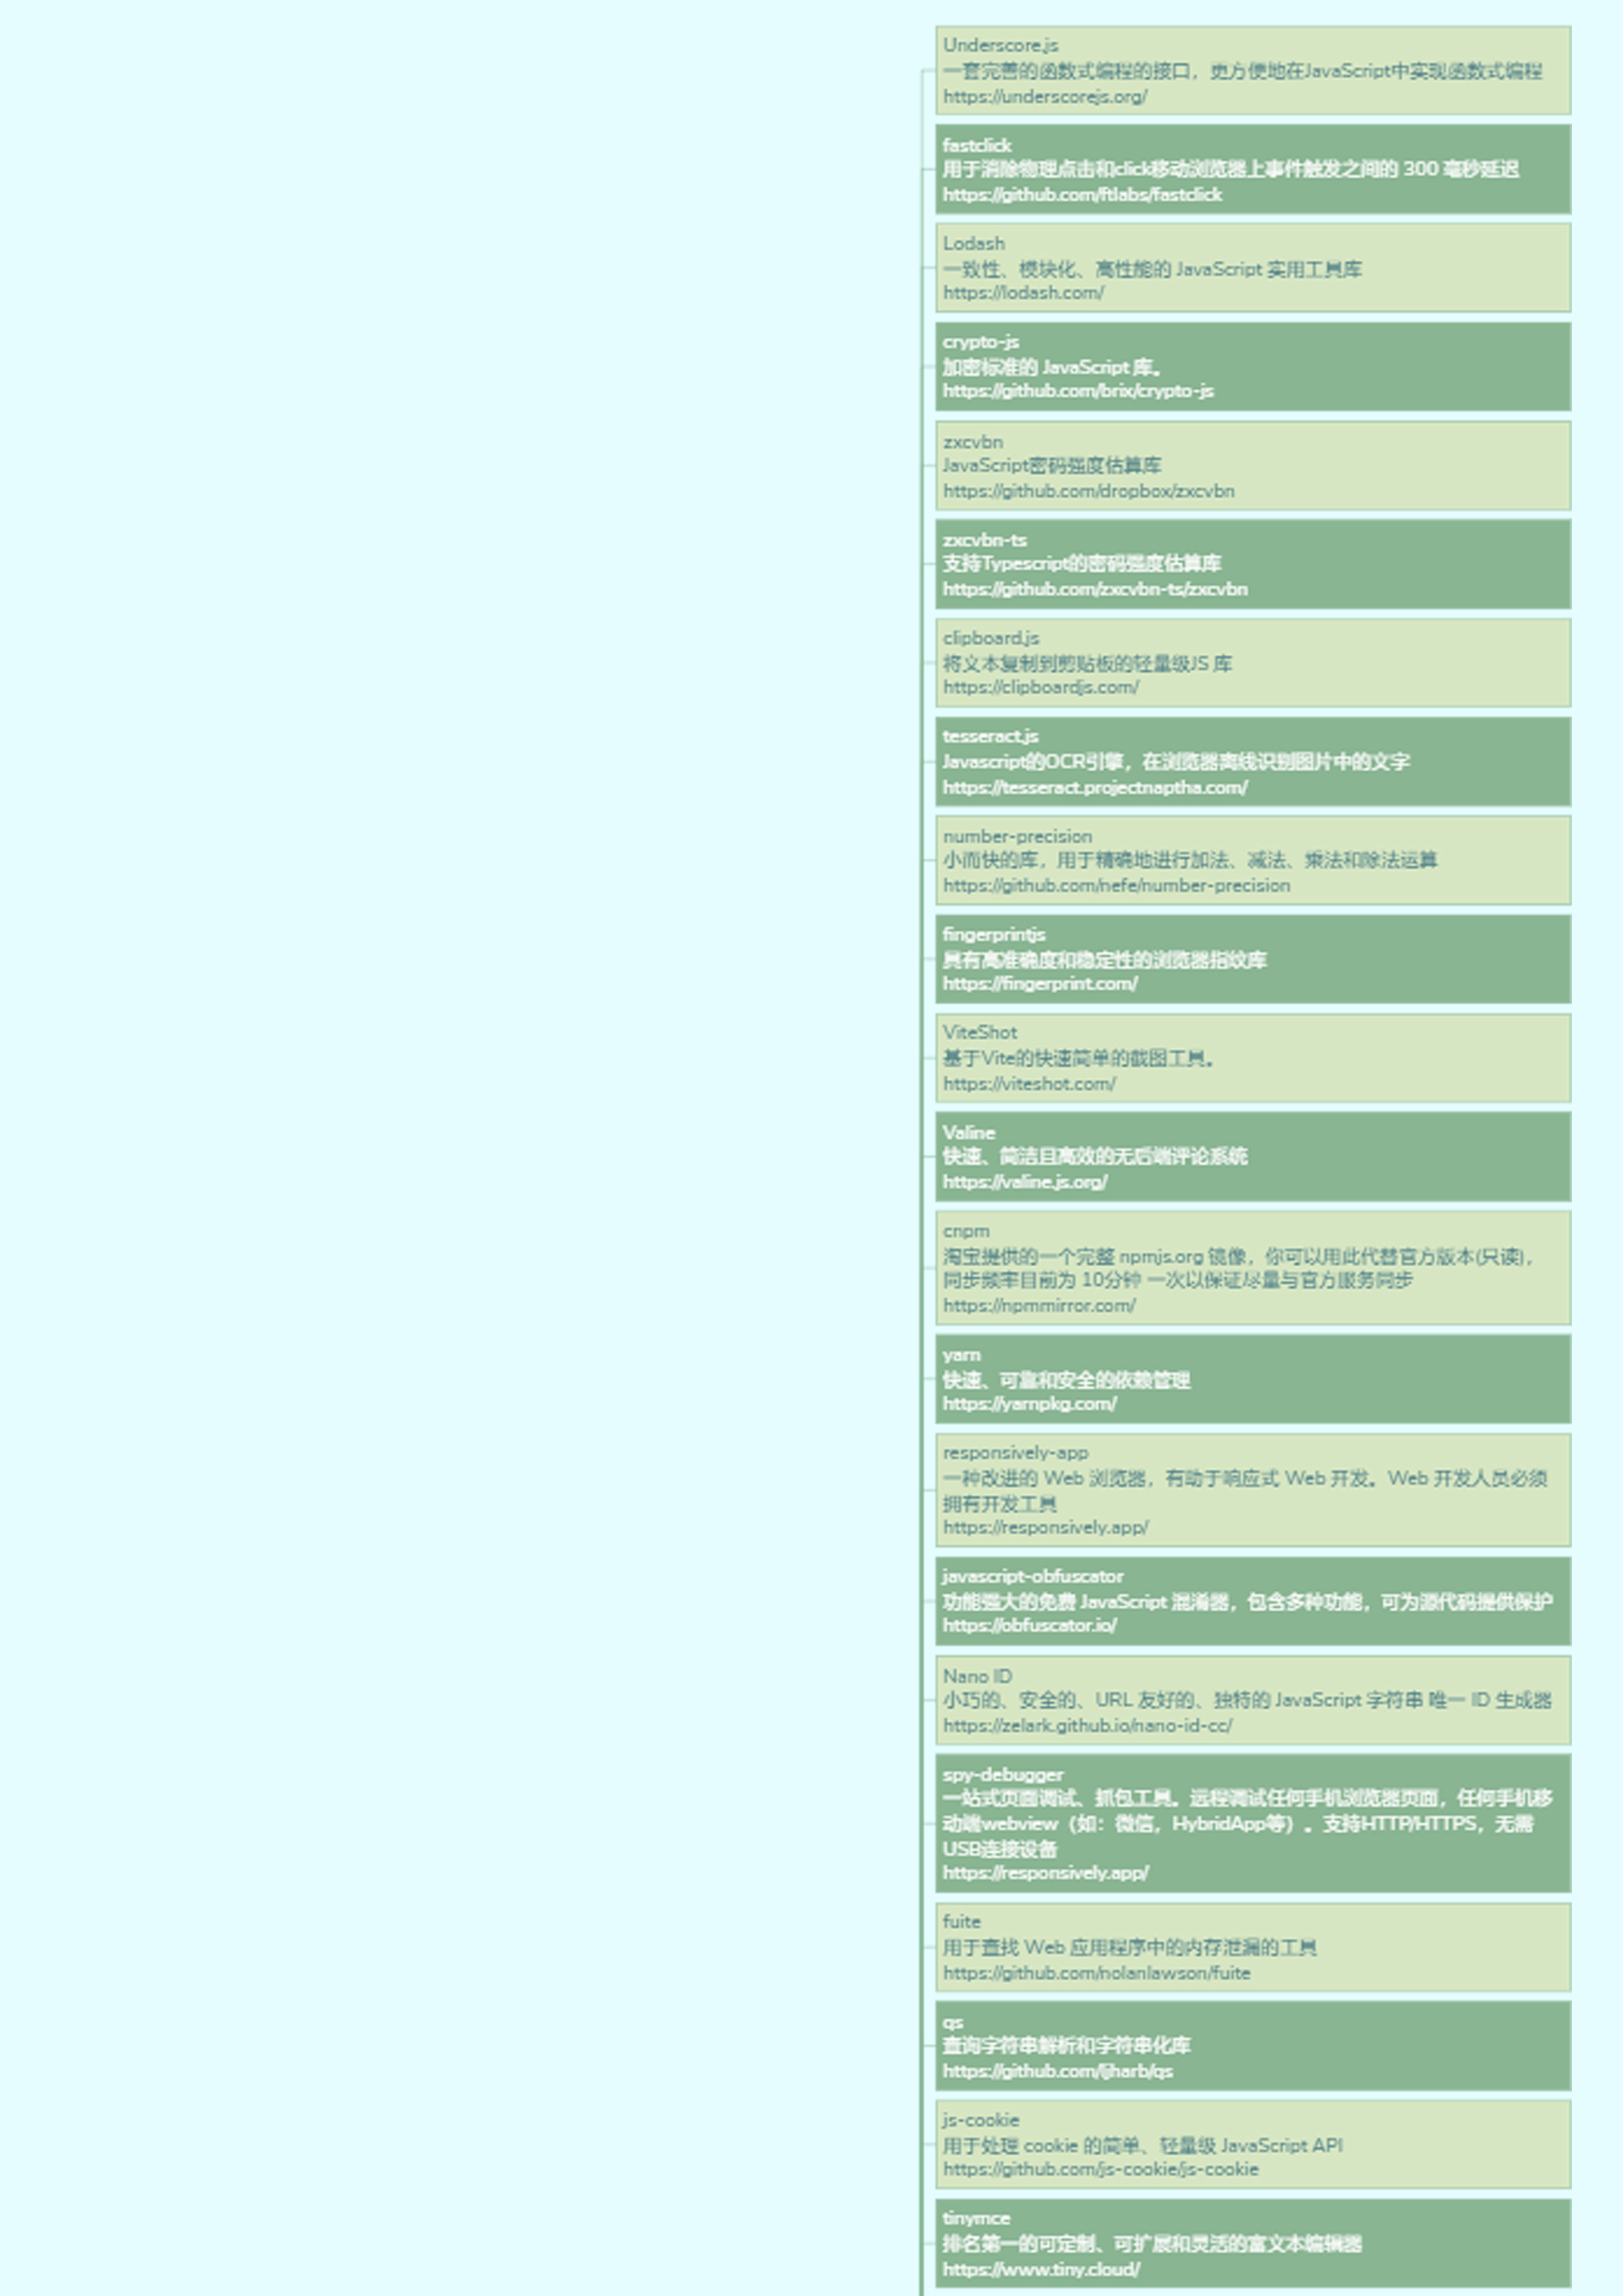 Underscore.js
一套完善的函数式编程的接口，更方便地在JavaScript中实现函数式编程
https://underscorejs.org/
fastclick
用于消除物理点击和click移动浏览器上事件触发之间的 300 毫秒延迟
https://github.com/ftlabs/fastclick
Lodash
一致性、模块化、高性能的 JavaScript 实用工具库
https://lodash.com/
crypto-js
加密标准的 JavaScript 库。
https://github.com/brix/crypto-js
zxcvbn
JavaScript密码强度估算库
https://github.com/dropbox/zxcvbn
zxcvbn-ts
支持Typescript的密码强度估算库
https://github.com/zxcvbn-ts/zxcvbn
clipboard.js
将文本复制到剪贴板的轻量级JS 库
https://clipboardjs.com/
tesseract.js
Javascript的OCR引擎，在浏览器离线识别图片中的文字
https://tesseract.projectnaptha.com/
number-precision
小而快的库，用于精确地进行加法、减法、乘法和除法运算
https://github.com/nefe/number-precision
fingerprintjs
具有高准确度和稳定性的浏览器指纹库
https://fingerprint.com/
ViteShot
基于Vite的快速简单的截图工具。
https://viteshot.com/
Valine
快速、简洁且高效的无后端评论系统
https://valine.js.org/
cnpm
淘宝提供的一个完整 npmjs.org 镜像，你可以用此代替官方版本(只读)，
同步频率目前为 10分钟 一次以保证尽量与官方服务同步
https://npmmirror.com/
yarn
快速、可靠和安全的依赖管理
https://yarnpkg.com/
responsively-app
一种改进的 Web 浏览器，有助于响应式 Web 开发。Web 开发人员必须
拥有开发工具
https://responsively.app/
javascript-obfuscator
功能强大的免费 JavaScript 混淆器，包含多种功能，可为源代码提供保护
https://obfuscator.io/
Nano ID
小巧的、安全的、URL 友好的、独特的 JavaScript 字符串 唯一 ID 生成器
https://zelark.github.io/nano-id-cc/
spy-debugger
一站式页面调试、抓包工具。远程调试任何手机浏览器页面，任何手机移
动端webview（如：微信，HybridApp等）。支持HTTP/HTTPS，无需
USB连接设备
https://responsively.app/
fuite
用于查找 Web 应用程序中的内存泄漏的工具
https://github.com/nolanlawson/fuite
qs
查询字符串解析和字符串化库
https://github.com/ljharb/qs
js-cookie
用于处理 cookie 的简单、轻量级 JavaScript API
https://github.com/js-cookie/js-cookie
tinymce
排名第一的可定制、可扩展和灵活的富文本编辑器
https://www.tiny.cloud/